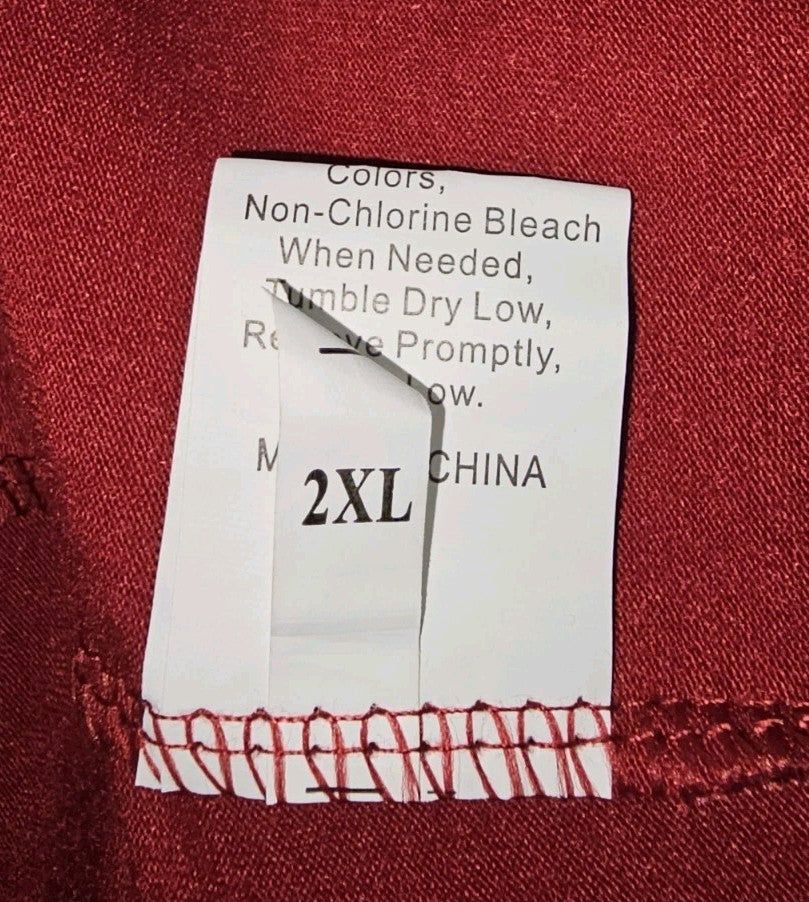 Colors,
Non-Chlorine Bleach
When Needed,
Tumble Dry Low,
Promptly,
CHINA
2XL